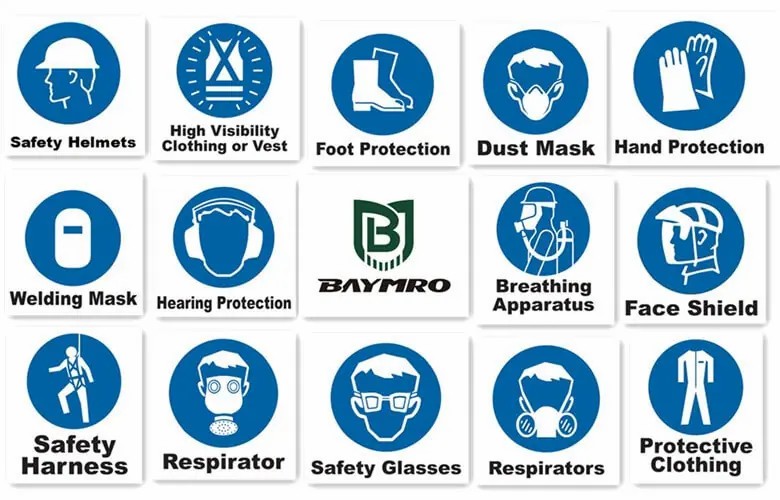 Safety Helmets
High Visibility
Clothing or Vest
Foot Protection
Dust Mask
Hand Protection
Welding Mask
Hearing Protection
B
BAYMRO
Breathing
Apparatus
Face Shield
Safety
Harness
Respirator
Safety Glasses
Respirators
Protective
Clothing